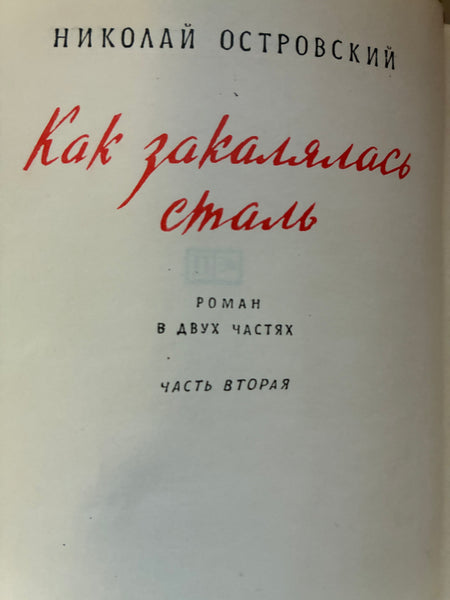 НИКОЛАЙ ОСТРОВСКИЙ
Как закалялась
сталь
РОМАН
В ДВУХ ЧАСТЯХ
ЧАСТЬ ВТОРАЯ